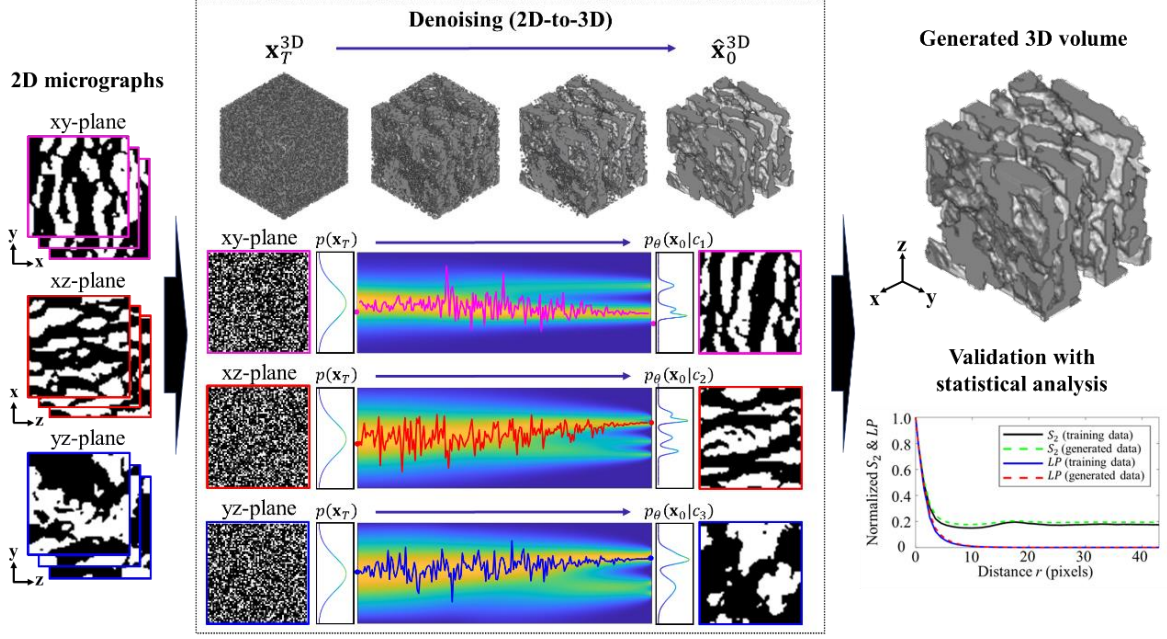 2D micrographs
xy-plane
y
x
xz-plane
x
z
yz-plane
y
z
Denoising (2D-to-3D)
x_T^3D
x̂_0^3D
xy-plane
p(x_T)
p_θ(x_0|c_1)
xz-plane
p(x_T)
p_θ(x_0|c_2)
yz-plane
p(x_T)
p_θ(x_0|c_3)
Generated 3D volume
z
x
y
Validation with
statistical analysis
Normalized S_2 & LP
1.0
0.8
0.6
0.4
0.2
0
S_2 (training data)
S_2 (generated data)
LP (training data)
LP (generated data)
0 10 20 30 40
Distance r (pixels)